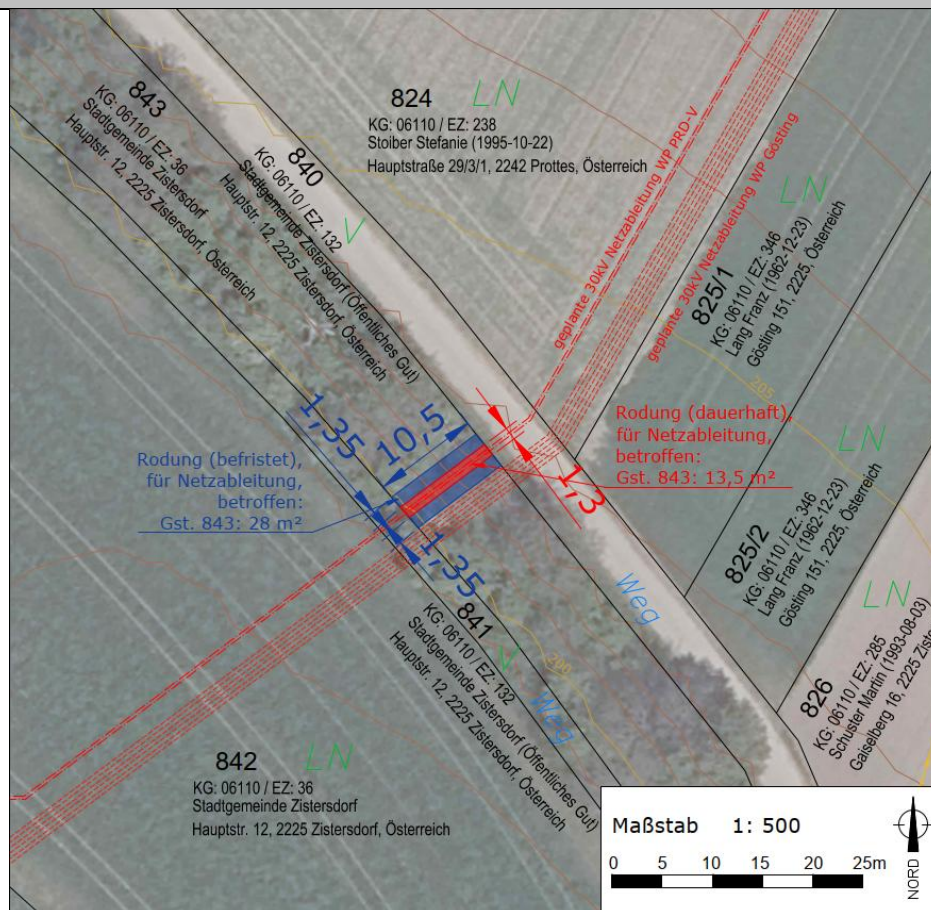 824 LN
KG: 06110 / EZ: 238
Stoiber Stefanie (1995-10-22)
Hauptstraße 29/3/1, 2242 Prottes, Österreich
843
KG: 06110 / EZ: 36
Stadtgemeinde Zistersdorf
Hauptstr. 12, 2225 Zistersdorf, Österreich
840 V
KG: 06110 / EZ: 132
Stadtgemeinde Zistersdorf (Öffentliches Gut)
Hauptstr. 12, 2225 Zistersdorf, Österreich
geplante 30kV Netzableitung WP PRD-V
geplante 30kV Netzableitung WP Gösting
825/1 LN
KG: 06110 / EZ: 346
Lang Franz (1962-12-23)
Gösting 151, 2225, Österreich
205
1,35
10,5
1,35
1,3
Rodung (befristet),
für Netzableitung,
betroffen:
Gst. 843: 28 m²
Rodung (dauerhaft),
für Netzableitung,
betroffen:
Gst. 843: 13,5 m²
825/2 LN
KG: 06110 / EZ: 346
Lang Franz (1962-12-23)
Gösting 151, 2225, Österreich
Weg
841 V
KG: 06110 / EZ: 132
Stadtgemeinde Zistersdorf (Öffentliches Gut)
Hauptstr. 12, 2225 Zistersdorf, Österreich
200
Weg
826 LN
KG: 06110 / EZ: 285
Schuster Martin (1993-08-03)
Gaiselberg 16, 2225 Ziste
842 LN
KG: 06110 / EZ: 36
Stadtgemeinde Zistersdorf
Hauptstr. 12, 2225 Zistersdorf, Österreich
Maßstab 1: 500
0 5 10 15 20 25m
NORD